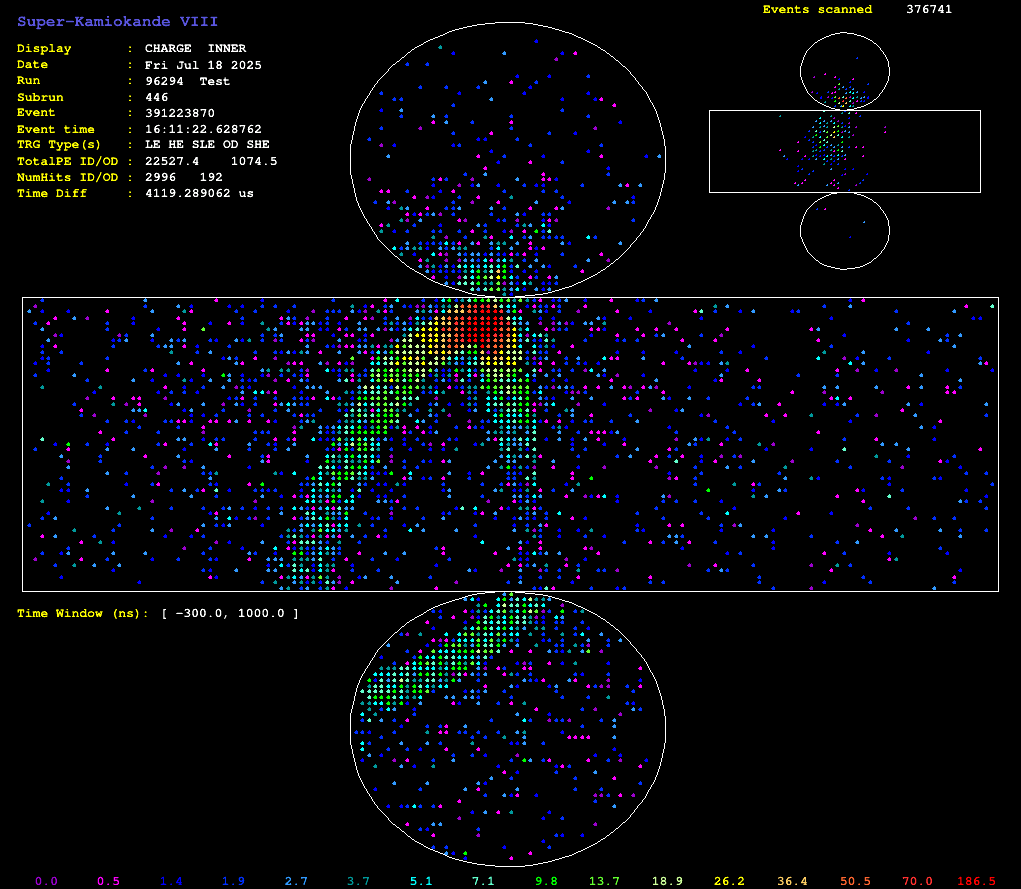 Super-Kamiokande VIII
Events scanned 376741
Display : CHARGE INNER
Date : Fri Jul 18 2025
Run : 96294 Test
Subrun : 446
Event : 391223870
Event time : 16:11:22.628762
TRG Type(s) : LE HE SLE OD SHE
TotalPE ID/OD : 22527.4 1074.5
NumHits ID/OD : 2996 192
Time Diff : 4119.289062 us
Time Window (ns): [ -300.0, 1000.0 ]
0.0 0.5 1.4 1.9 2.7 3.7 5.1 7.1 9.8 13.7 18.9 26.2 36.4 50.5 70.0 186.5